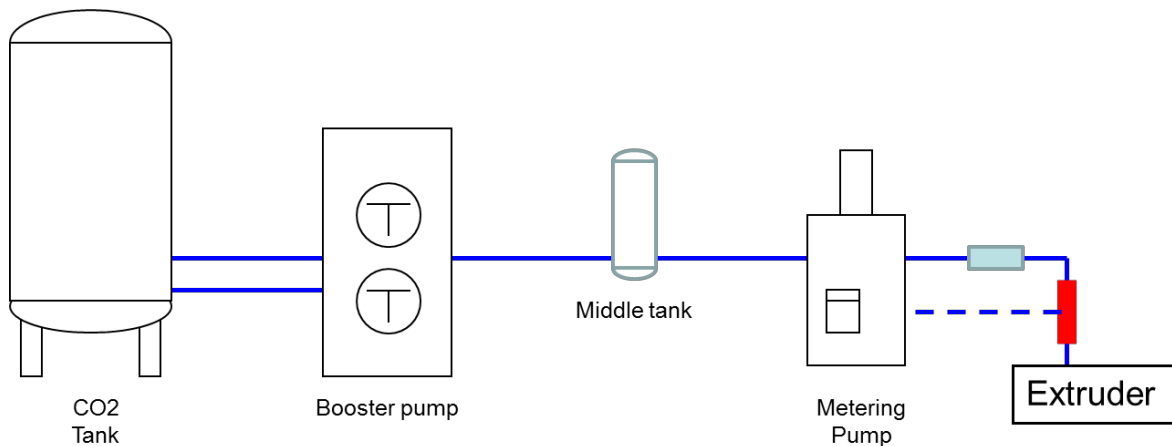 CO2
Tank
Booster pump
Middle tank
Metering
Pump
Extruder